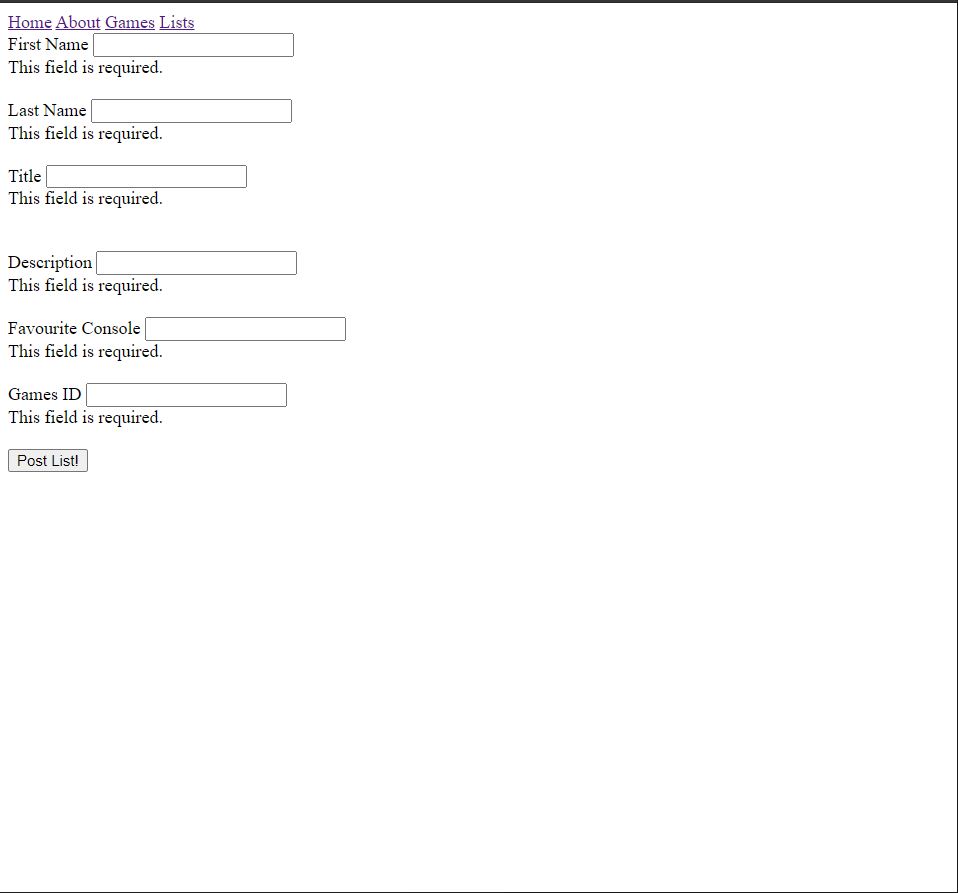 Home About Games Lists
First Name
This field is required.
Last Name
This field is required.
Title
This field is required.
Description
This field is required.
Favourite Console
This field is required.
Games ID
This field is required.
Post List!